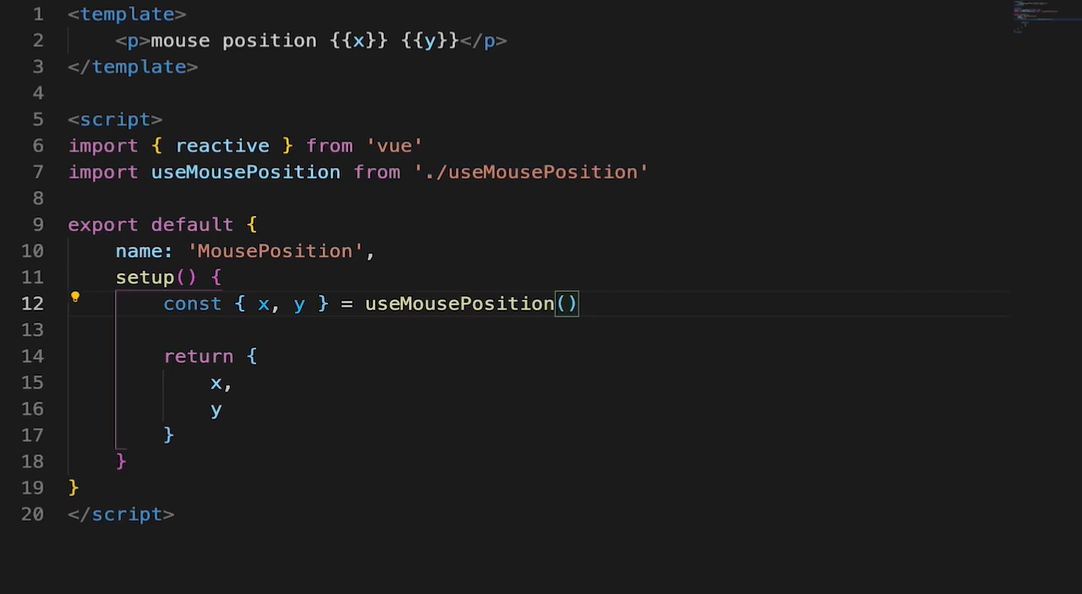 1 <template>
2     <p>mouse position {{x}} {{y}}</p>
3 </template>
4
5 <script>
6 import { reactive } from 'vue'
7 import useMousePosition from './useMousePosition'
8
9 export default {
10     name: 'MousePosition',
11     setup() {
12         const { x, y } = useMousePosition()
13
14         return {
15             x,
16             y
17         }
18     }
19 }
20 </script>